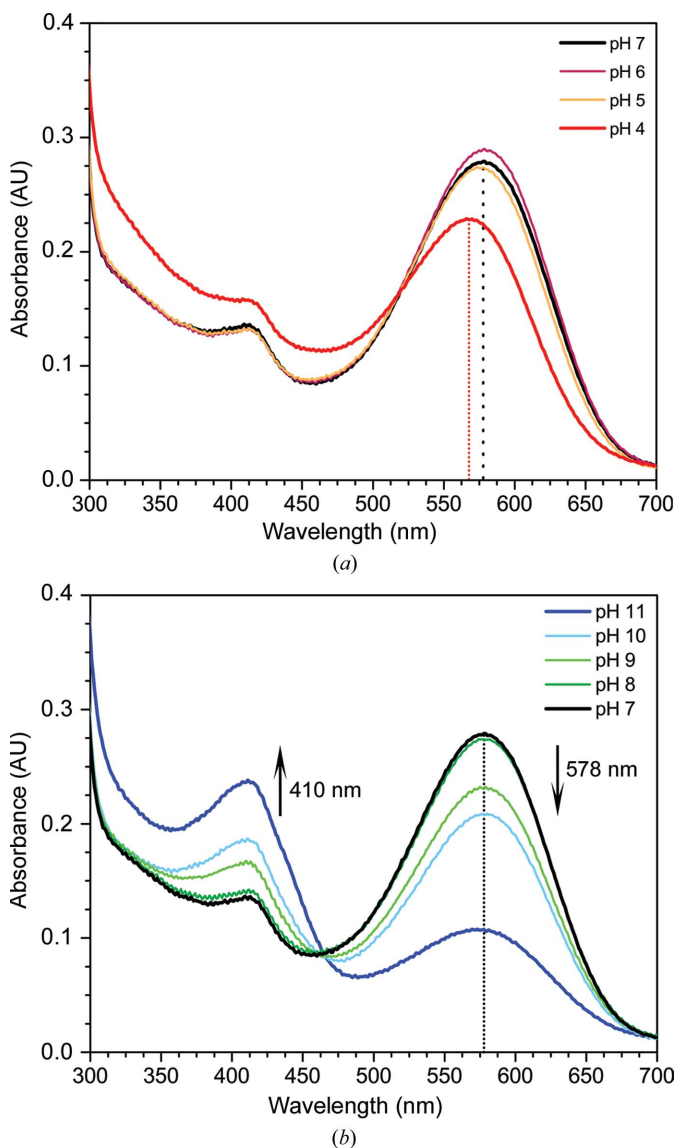 0.4
0.3
0.2
0.1
0.0
Absorbance (AU)
pH 7
pH 6
pH 5
pH 4
300 350 400 450 500 550 600 650 700
Wavelength (nm)
(a)
0.4
0.3
0.2
0.1
0.0
Absorbance (AU)
pH 11
pH 10
pH 9
pH 8
pH 7
410 nm
578 nm
300 350 400 450 500 550 600 650 700
Wavelength (nm)
(b)